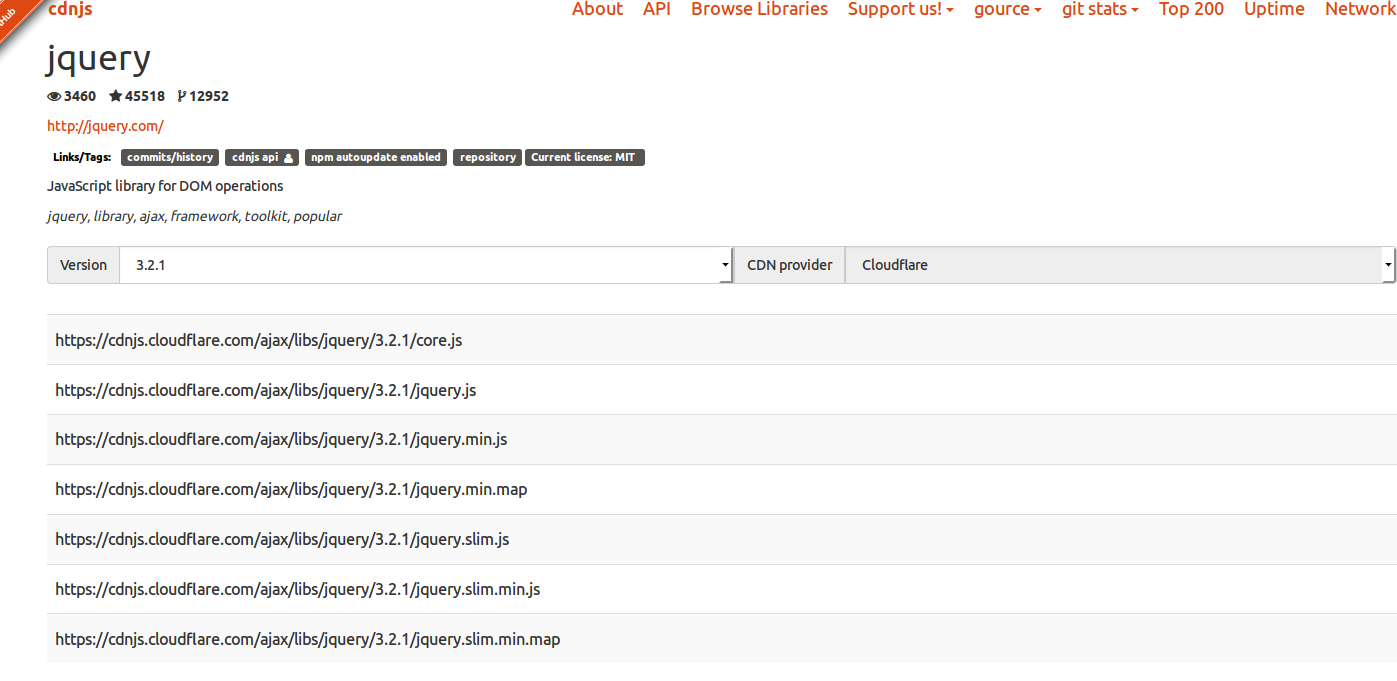 Hub
cdnjs About API Browse Libraries Support us! gource git stats Top 200 Uptime Network
jquery
3460 45518 12952
http://jquery.com/
Links/Tags: commits/history cdnjs api npm autoupdate enabled repository Current license: MIT
JavaScript library for DOM operations
jquery, library, ajax, framework, toolkit, popular
Version 3.2.1 CDN provider Cloudflare
https://cdnjs.cloudflare.com/ajax/libs/jquery/3.2.1/core.js
https://cdnjs.cloudflare.com/ajax/libs/jquery/3.2.1/jquery.js
https://cdnjs.cloudflare.com/ajax/libs/jquery/3.2.1/jquery.min.js
https://cdnjs.cloudflare.com/ajax/libs/jquery/3.2.1/jquery.min.map
https://cdnjs.cloudflare.com/ajax/libs/jquery/3.2.1/jquery.slim.js
https://cdnjs.cloudflare.com/ajax/libs/jquery/3.2.1/jquery.slim.min.js
https://cdnjs.cloudflare.com/ajax/libs/jquery/3.2.1/jquery.slim.min.map